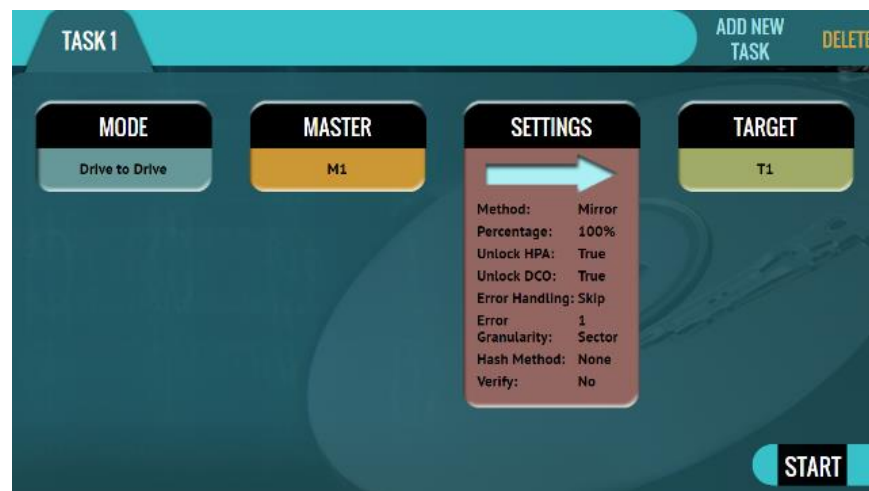 TASK 1
ADD NEW
TASK
DELETE
MODE
Drive to Drive
MASTER
M1
SETTINGS
Method: Mirror
Percentage: 100%
Unlock HPA: True
Unlock DCO: True
Error Handling: Skip
Error 1
Granularity: Sector
Hash Method: None
Verify: No
TARGET
T1
START